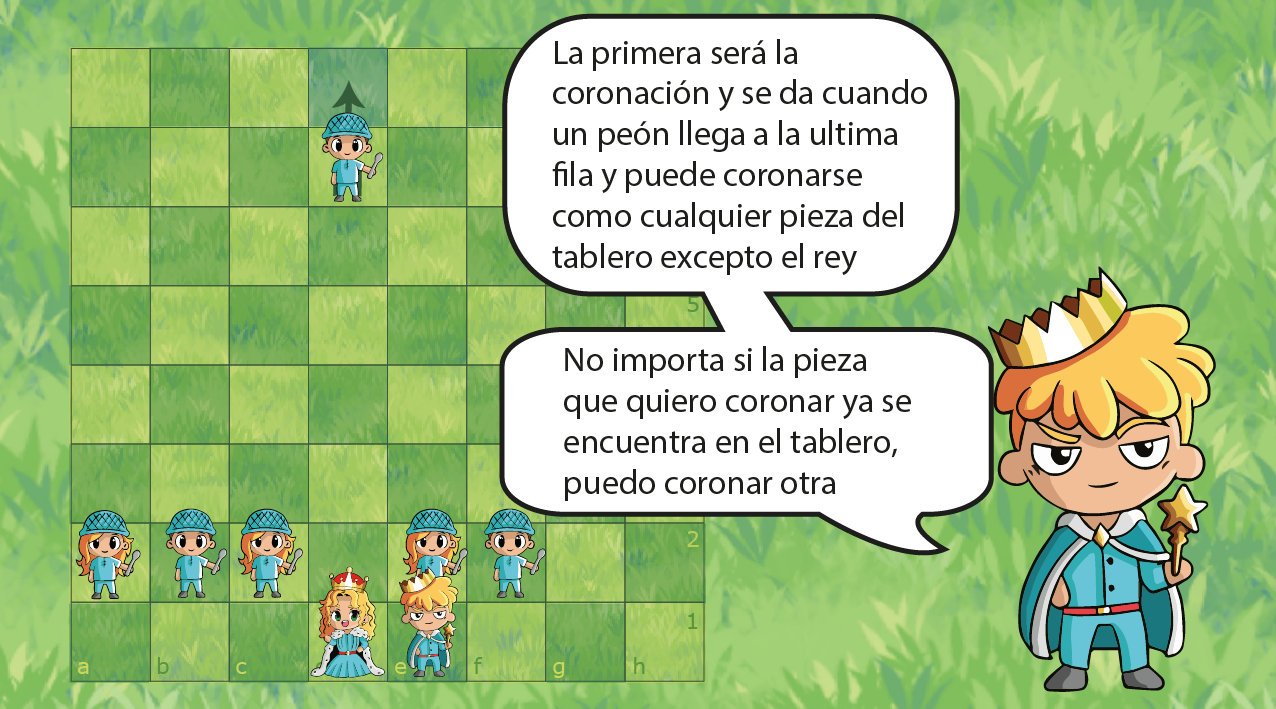 La primera será la
coronación y se da cuando
un peón llega a la ultima
fila y puede coronarse
como cualquier pieza del
tablero excepto el rey
5
No importa si la pieza
que quiero coronar ya se
encuentra en el tablero,
puedo coronar otra
2
1
a b c e f g h